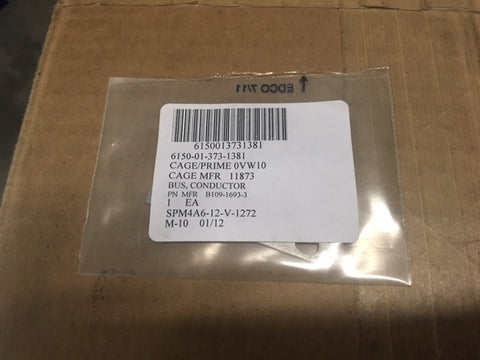 ↑ EDCO 7/11
6150013731381
6150-01-373-1381
CAGE/PRIME 0VW10
CAGE MFR 11873
BUS, CONDUCTOR
PN MFR B109-1693-3
1 EA
SPM4A6-12-V-1272
M-10 01/12